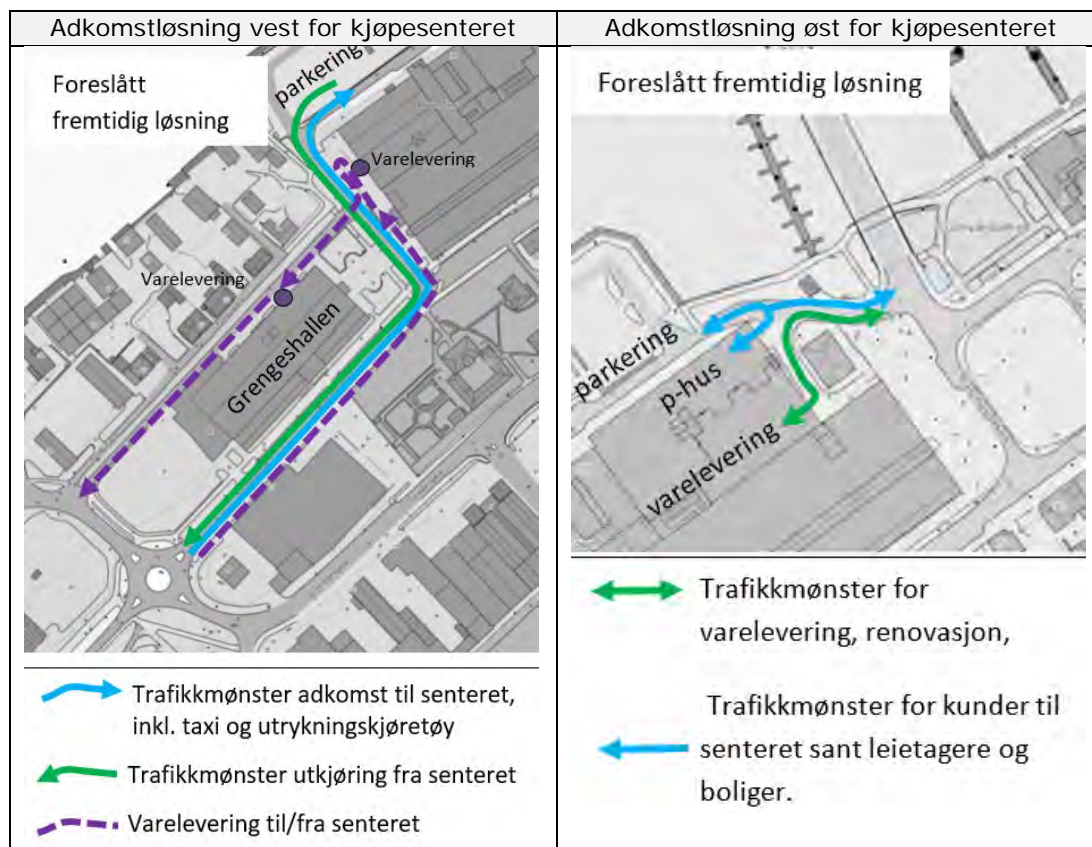 Adkomstløsning vest for kjøpesenteret
Foreslått
fremtidig løsning
parkering
Varelevering
Varelevering
Grengeshallen
Trafikkmønster adkomst til senteret,
inkl. taxi og utrykningskjøretøy
Trafikkmønster utkjøring fra senteret
Varelevering til/fra senteret
Adkomstløsning øst for kjøpesenteret
Foreslått fremtidig løsning
parkering
p-hus
varelevering
Trafikkmønster for
varelevering, renovasjon,
Trafikkmønster for kunder til
senteret sant leietagere og
boliger.